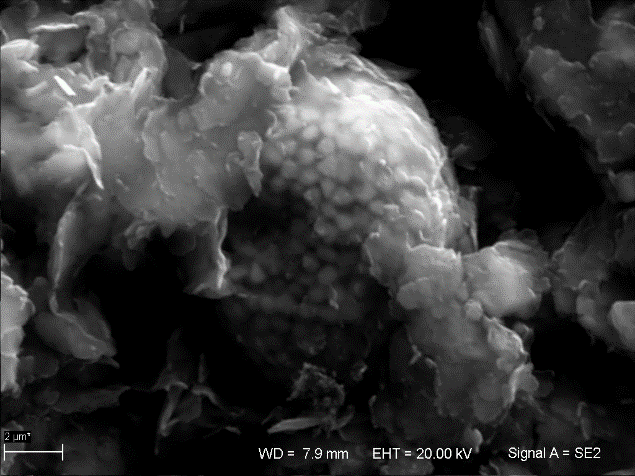 2 µm*
WD = 7.9 mm EHT = 20.00 kV Signal A = SE2